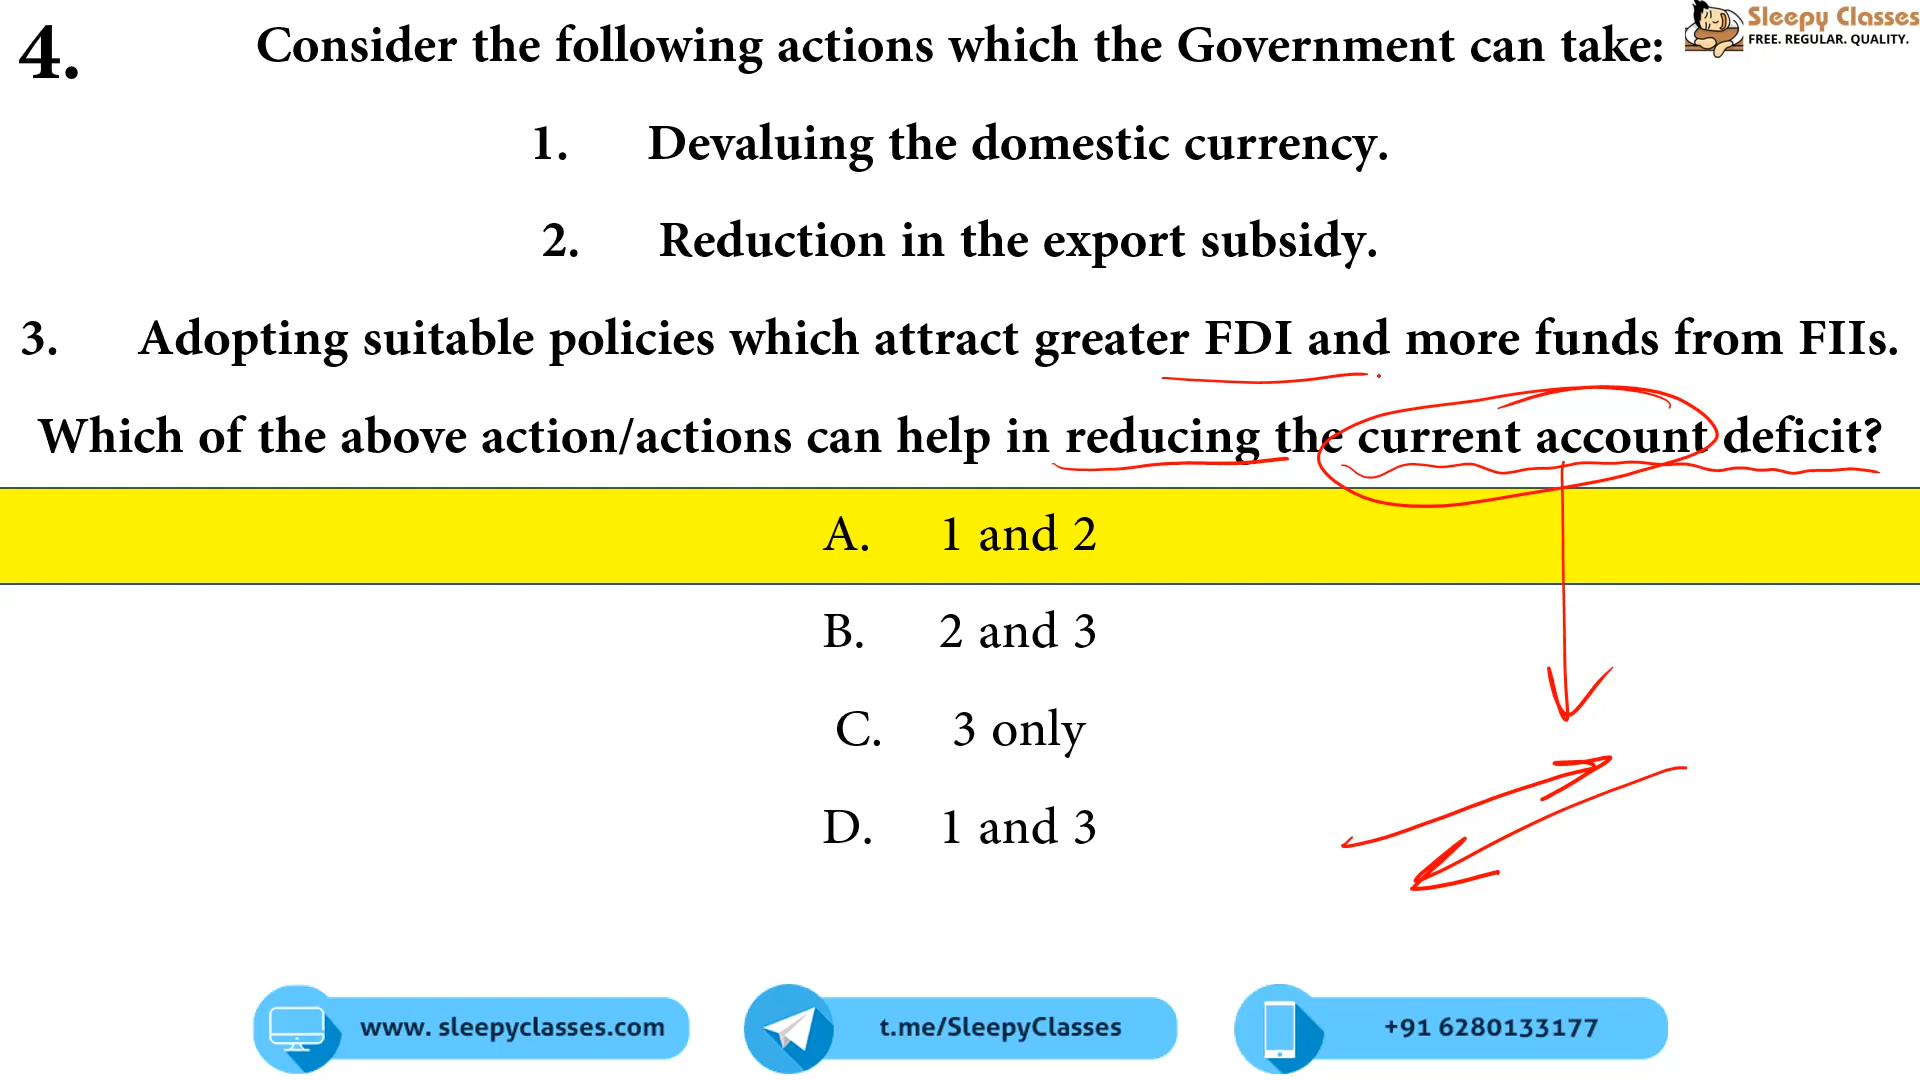 4. Consider the following actions which the Government can take:
Sleepy Classes
FREE. REGULAR. QUALITY.
1. Devaluing the domestic currency.
2. Reduction in the export subsidy.
3. Adopting suitable policies which attract greater FDI and more funds from FIIs.
Which of the above action/actions can help in reducing the current account deficit?
A. 1 and 2
B. 2 and 3
C. 3 only
D. 1 and 3
www. sleepyclasses.com
t.me/SleepyClasses
+91 6280133177